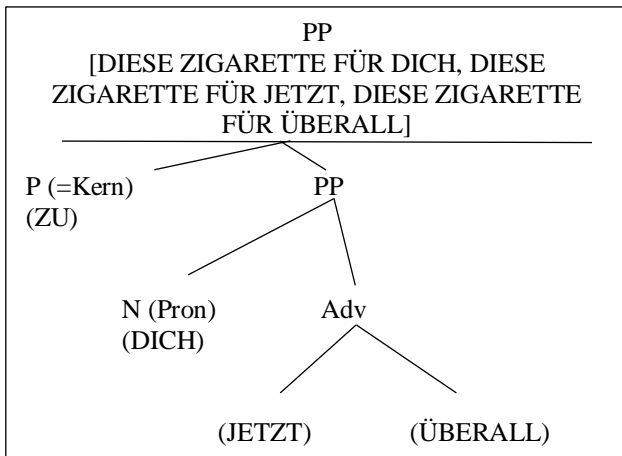 PP
[DIESE ZIGARETTE FÜR DICH, DIESE
ZIGARETTE FÜR JETZT, DIESE ZIGARETTE
FÜR ÜBERALL]
P (=Kern) PP
(ZU)
N (Pron) Adv
(DICH)
(JETZT) (ÜBERALL)